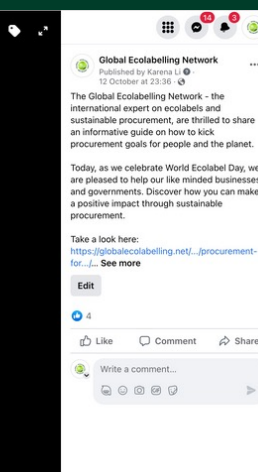 14
3
Global Ecolabelling Network
Published by Karena Li
12 October at 23:36
The Global Ecolabelling Network - the
international expert on ecolabels and
sustainable procurement, are thrilled to share
an informative guide on how to kick
procurement goals for people and the planet.
Today, as we celebrate World Ecolabel Day, we
are pleased to help our like minded businesses
and governments. Discover how you can make
a positive impact through sustainable
procurement.
Take a look here:
https://globalecolabelling.net/.../procurement-
for.../... See more
Edit
4
Like Comment Share
Write a comment...
GIF